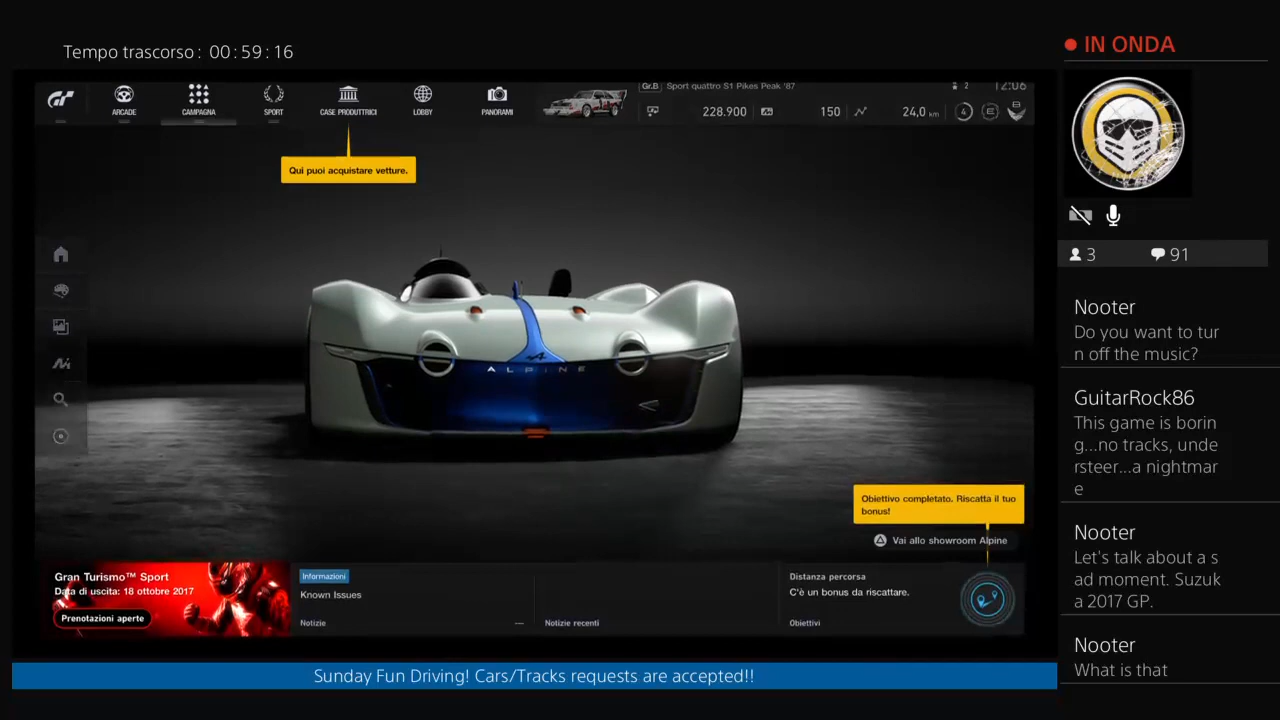 Tempo trascorso: 00:59:16
IN ONDA
GT
ARCADE
CAMPAGNA
SPORT
CASE PRODUTTRICI
LOBBY
PANORAMI
Gr.B Sport quattro S1 Pikes Peak '87
2
12:06
228.900
150
24,0 km
4
E
Qui puoi acquistare vetture.
ALPINE
Obiettivo completato. Riscatta il tuo
bonus!
Vai allo showroom Alpine
Gran Turismo™ Sport
Data di uscita: 18 ottobre 2017
Prenotazioni aperte
Informazioni
Known Issues
Notizie
Notizie recenti
Distanza percorsa
C'è un bonus da riscattare.
Obiettivi
Sunday Fun Driving! Cars/Tracks requests are accepted!!
3
91
Nooter
Do you want to tur
n off the music?
GuitarRock86
This game is borin
g...no tracks, unde
rsteer...a nightmar
e
Nooter
Let's talk about a s
ad moment. Suzuk
a 2017 GP.
Nooter
What is that